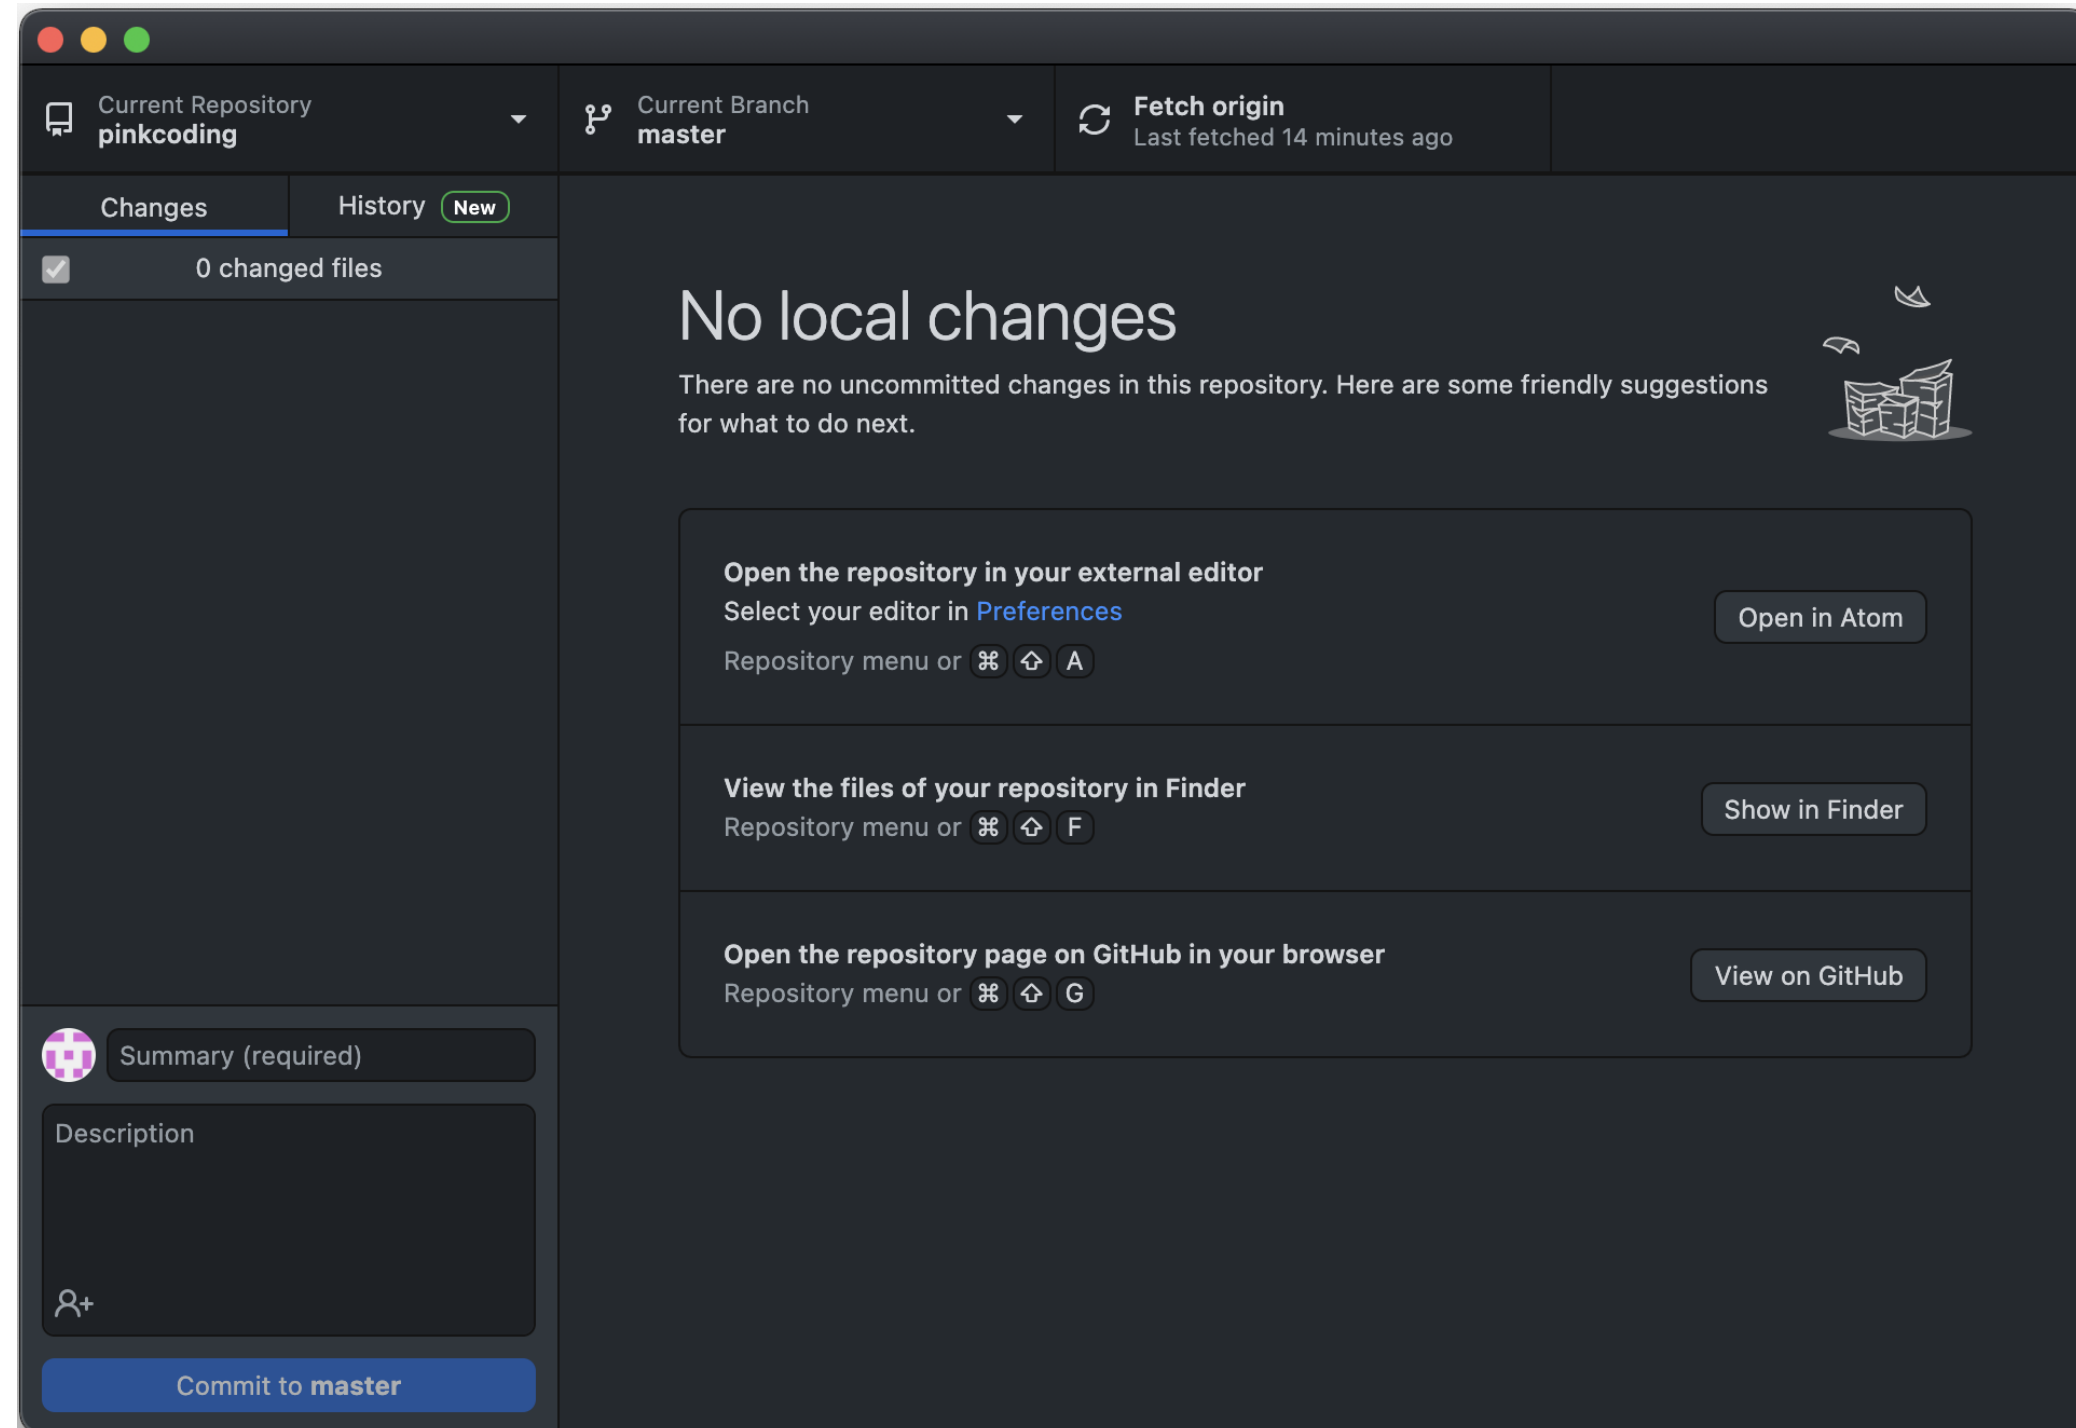 Current Repository
pinkcoding
Current Branch
master
Fetch origin
Last fetched 14 minutes ago
Changes
History New
0 changed files
No local changes
There are no uncommitted changes in this repository. Here are some friendly suggestions
for what to do next.
Open the repository in your external editor
Select your editor in Preferences
Repository menu or ⌘ ⇧ A
Open in Atom
View the files of your repository in Finder
Repository menu or ⌘ ⇧ F
Show in Finder
Open the repository page on GitHub in your browser
Repository menu or ⌘ ⇧ G
View on GitHub
Summary (required)
Description
Commit to master